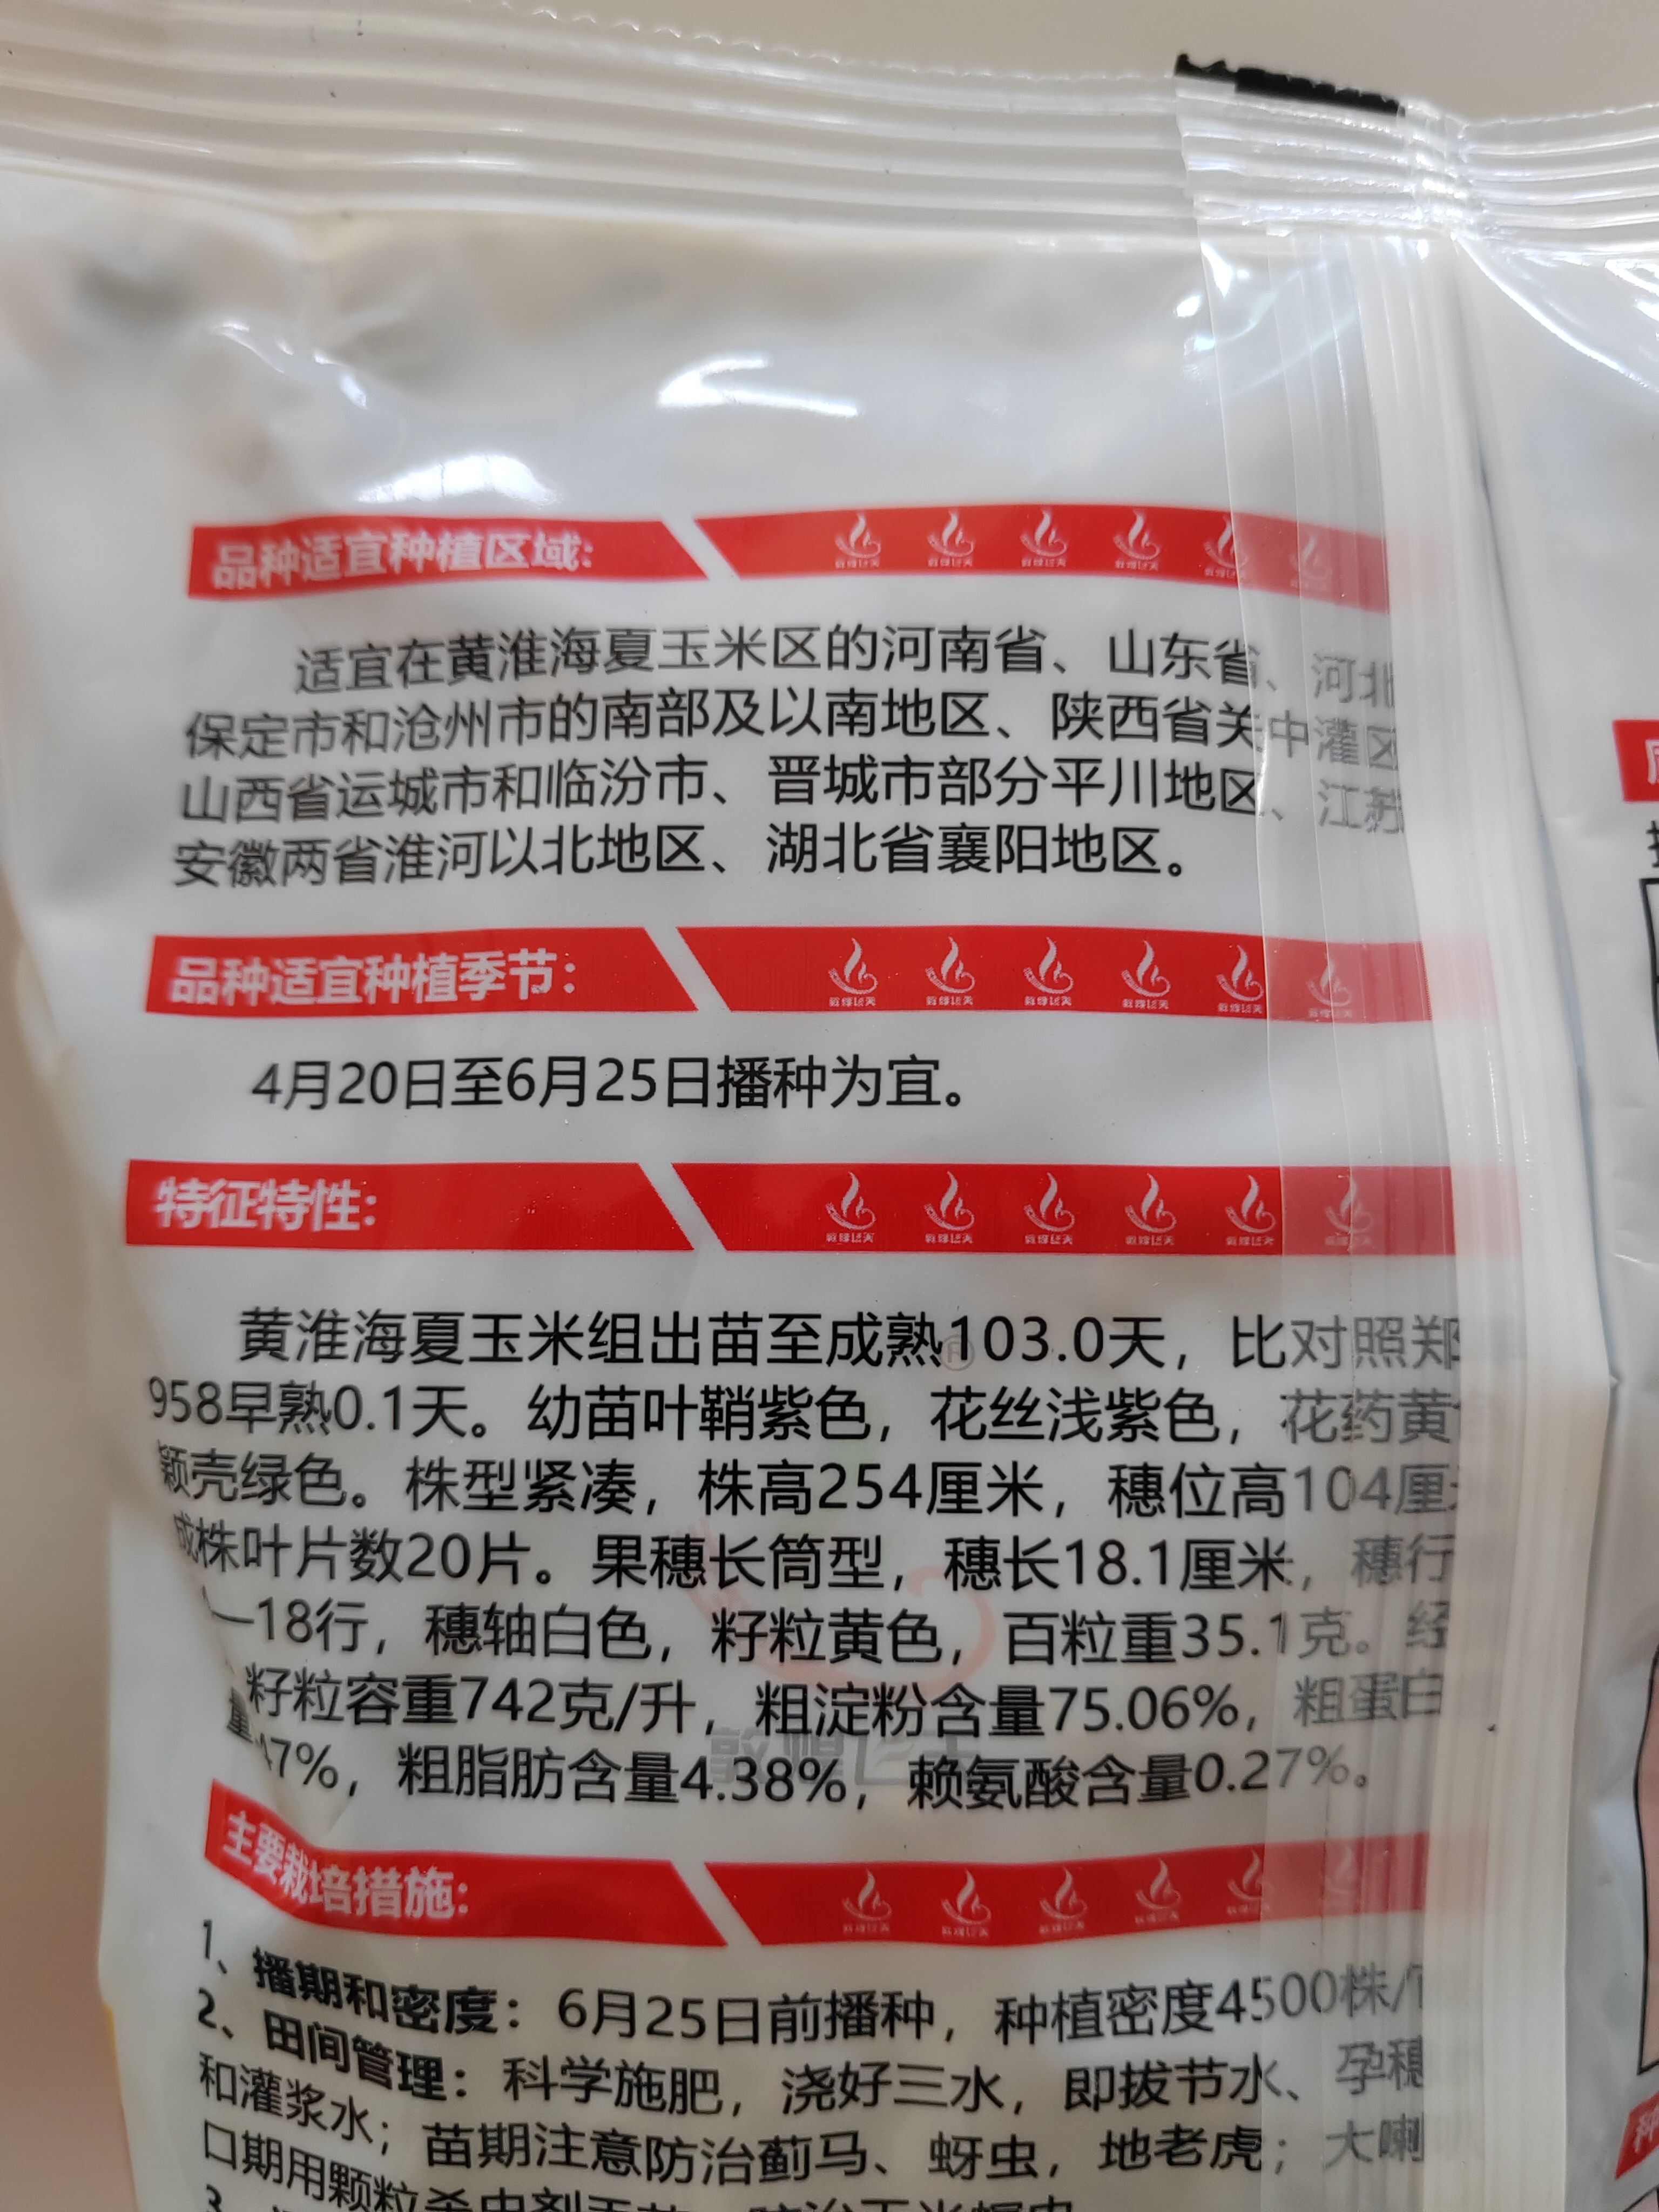 品种适宜种植区域：
适宜在黄淮海夏玉米区的河南省、山东省、河北
保定市和沧州市的南部及以南地区、陕西省关中灌区
山西省运城市和临汾市、晋城市部分平川地区、江苏
安徽两省淮河以北地区、湖北省襄阳地区。
品种适宜种植季节：
4月20日至6月25日播种为宜。
特征特性：
黄淮海夏玉米组出苗至成熟103.0天，比对照郑
958早熟0.1天。幼苗叶鞘紫色，花丝浅紫色，花药黄
颖壳绿色。株型紧凑，株高254厘米，穗位高104厘
成株叶片数20片。果穗长筒型，穗长18.1厘米，穗行
—18行，穗轴白色，籽粒黄色，百粒重35.1克。经
籽粒容重742克/升，粗淀粉含量75.06%，粗蛋白
量 47%，粗脂肪含量4.38%，赖氨酸含量0.27%。
主要栽培措施：
1、播期和密度：6月25日前播种，种植密度4500株/
2、田间管理：科学施肥，浇好三水，即拔节水、孕穗
和灌浆水；苗期注意防治蓟马、蚜虫，地老虎；大喇
口期用颗粒杀虫剂